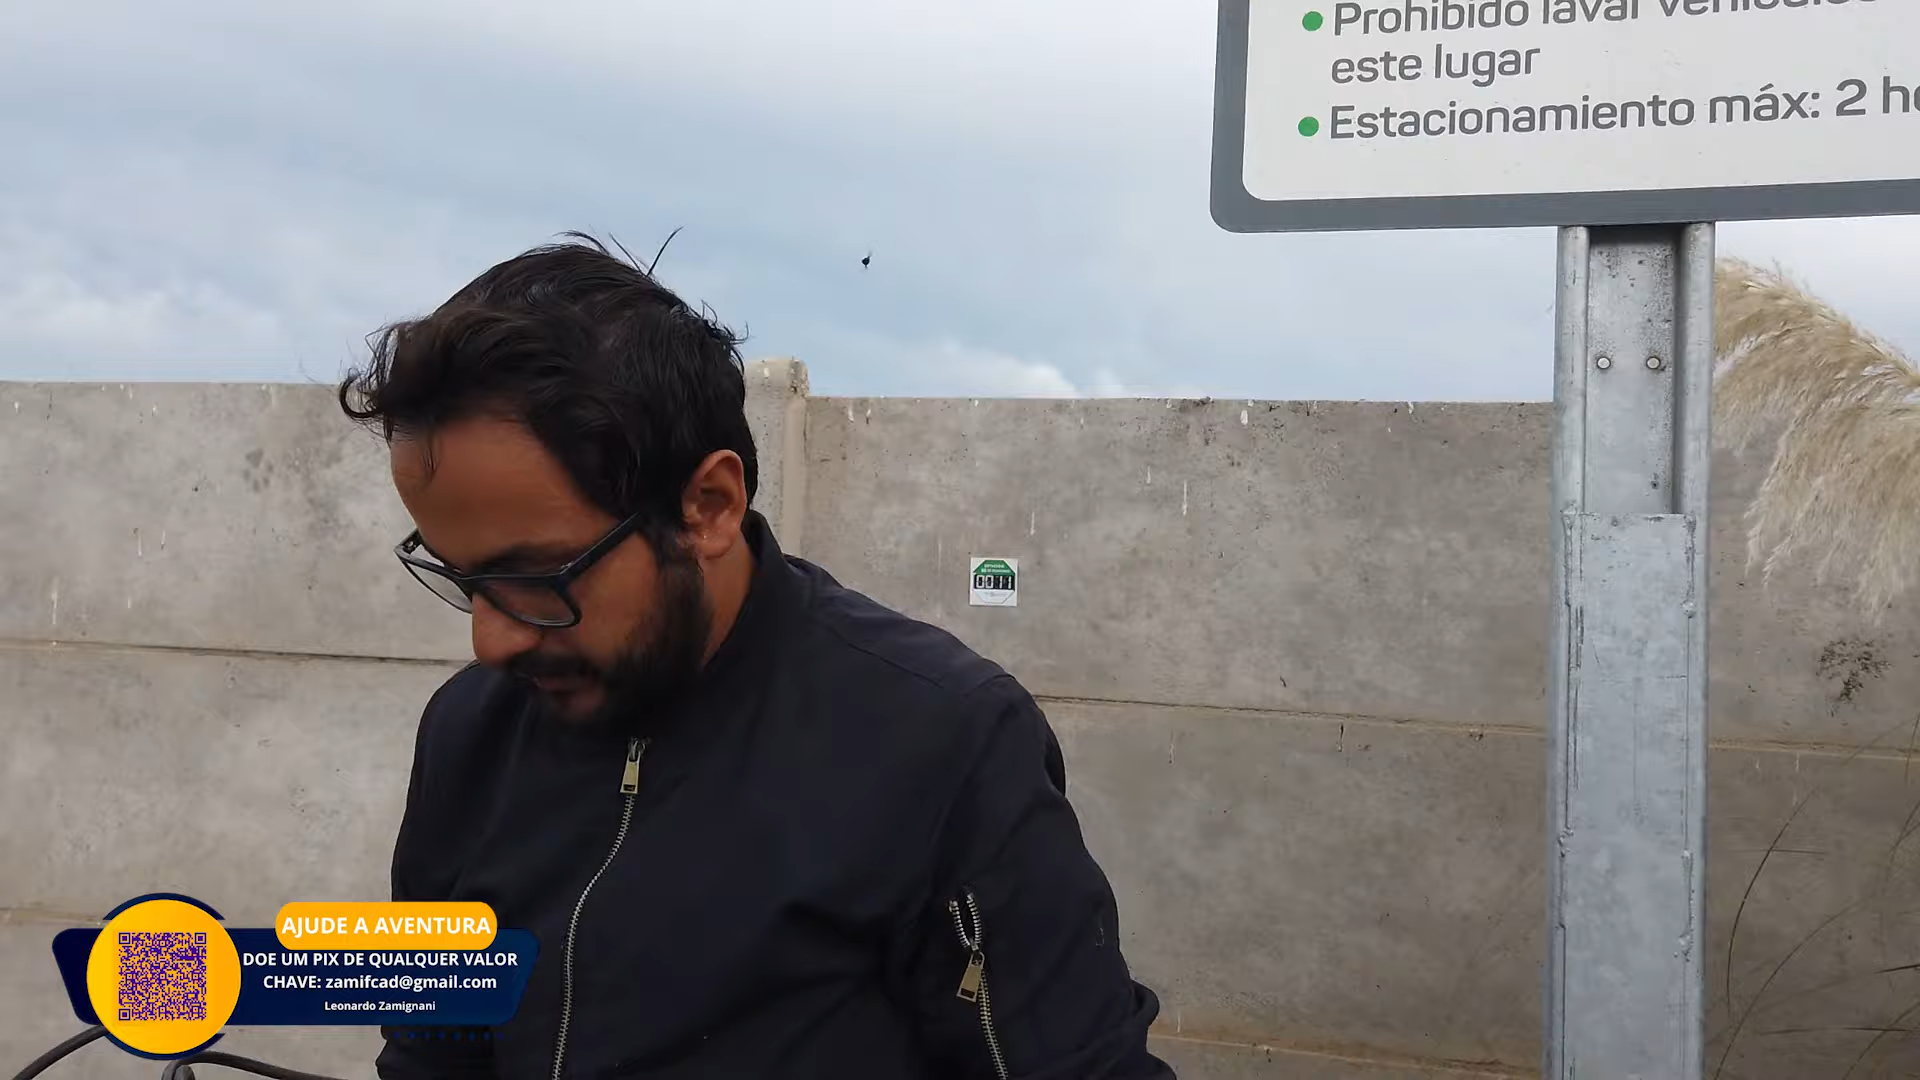 Prohibido lavar
este lugar
Estacionamiento máx: 2
0011
AJUDE A AVENTURA
DOE UM PIX DE QUALQUER VALOR
CHAVE: zamifcad@gmail.com
Leonardo Zamignani